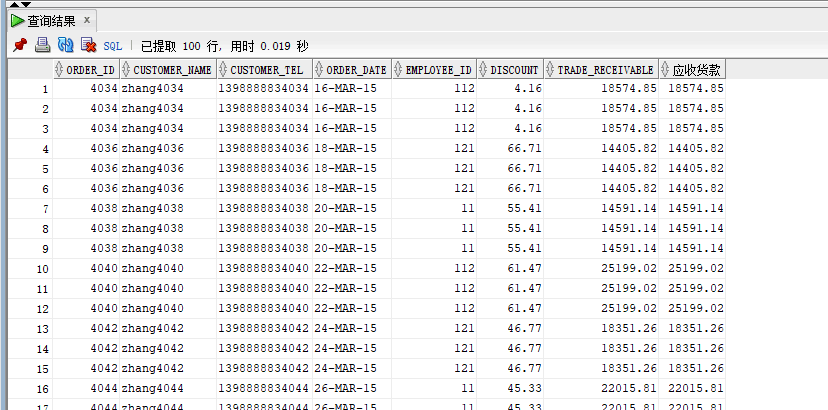 查询结果 x
SQL | 已提取 100 行, 用时 0.019 秒
ORDER_ID CUSTOMER_NAME CUSTOMER_TEL ORDER_DATE EMPLOYEE_ID DISCOUNT TRADE_RECEIVABLE 应收货款
1 4034 zhang4034 1398888834034 16-MAR-15 112 4.16 18574.85 18574.85
2 4034 zhang4034 1398888834034 16-MAR-15 112 4.16 18574.85 18574.85
3 4034 zhang4034 1398888834034 16-MAR-15 112 4.16 18574.85 18574.85
4 4036 zhang4036 1398888834036 18-MAR-15 121 66.71 14405.82 14405.82
5 4036 zhang4036 1398888834036 18-MAR-15 121 66.71 14405.82 14405.82
6 4036 zhang4036 1398888834036 18-MAR-15 121 66.71 14405.82 14405.82
7 4038 zhang4038 1398888834038 20-MAR-15 11 55.41 14591.14 14591.14
8 4038 zhang4038 1398888834038 20-MAR-15 11 55.41 14591.14 14591.14
9 4038 zhang4038 1398888834038 20-MAR-15 11 55.41 14591.14 14591.14
10 4040 zhang4040 1398888834040 22-MAR-15 112 61.47 25199.02 25199.02
11 4040 zhang4040 1398888834040 22-MAR-15 112 61.47 25199.02 25199.02
12 4040 zhang4040 1398888834040 22-MAR-15 112 61.47 25199.02 25199.02
13 4042 zhang4042 1398888834042 24-MAR-15 121 46.77 18351.26 18351.26
14 4042 zhang4042 1398888834042 24-MAR-15 121 46.77 18351.26 18351.26
15 4042 zhang4042 1398888834042 24-MAR-15 121 46.77 18351.26 18351.26
16 4044 zhang4044 1398888834044 26-MAR-15 11 45.33 22015.81 22015.81
17 4044 zhang4044 1398888834044 26-MAR-15 11 45.33 22015.81 22015.81